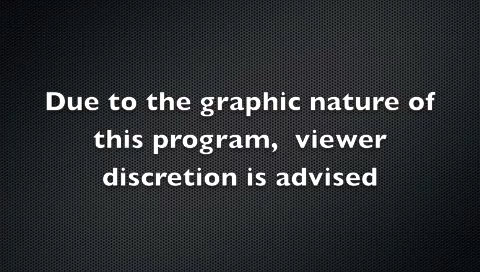 Due to the graphic nature of
this program,  viewer
discretion is advised